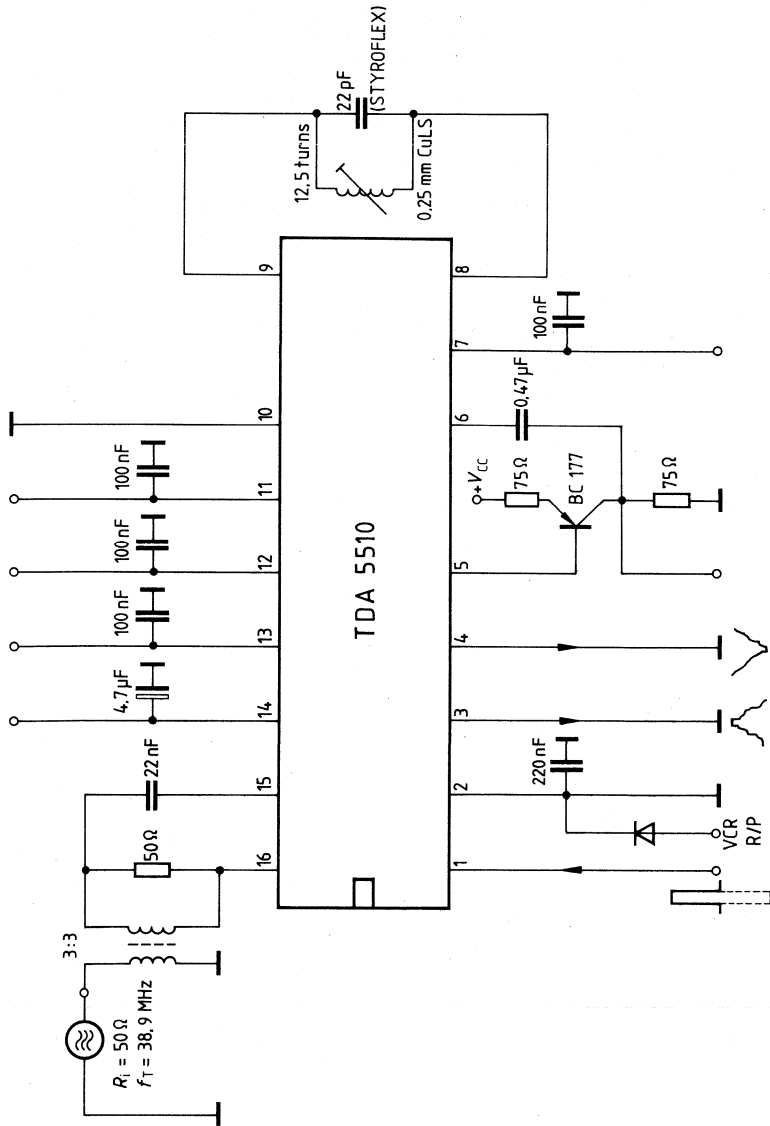 R_i = 50 Ω
f_T = 38,9 MHz
3:3
50 Ω
22 nF
4,7 μF
100 nF
100 nF
100 nF
16
15
14
13
12
11
10
9
TDA 5510
12,5 turns
22 pF
(STYROFLEX)
0,25 mm CuLS
1
2
3
4
5
6
7
8
VCR
R/P
220 nF
+V_CC
75 Ω
BC 177
75 Ω
0,47 μF
100 nF